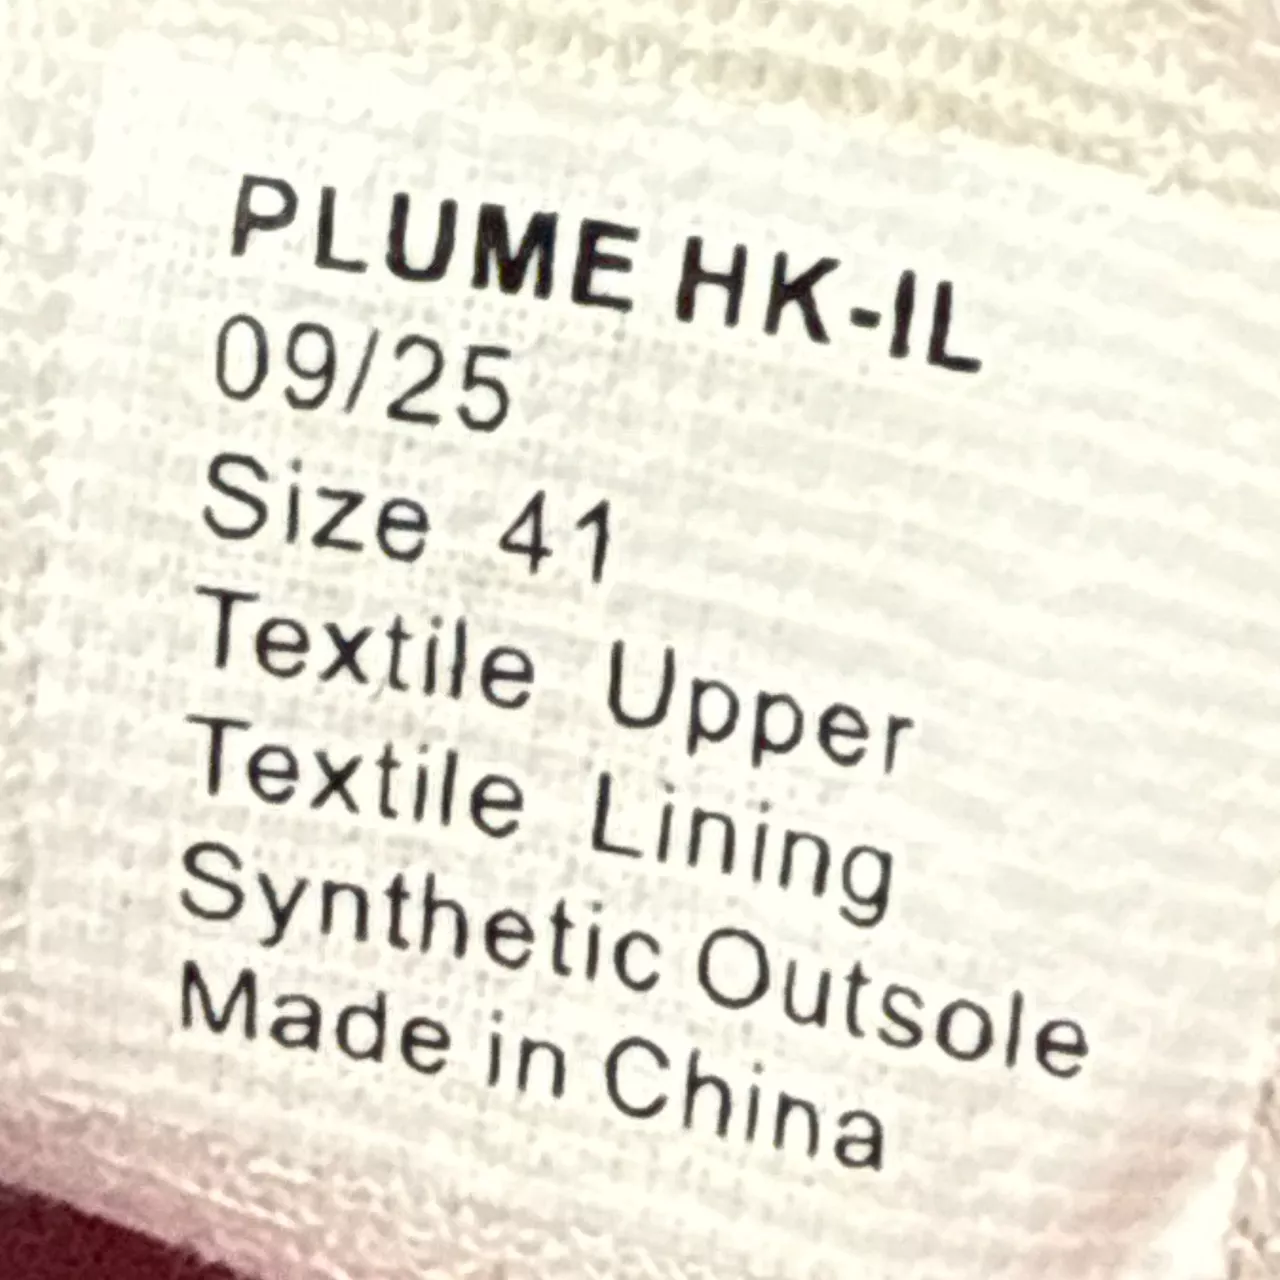 PLUME HK-IL
09/25
Size 41
Textile Upper
Textile Lining
Synthetic Outsole
Made in China